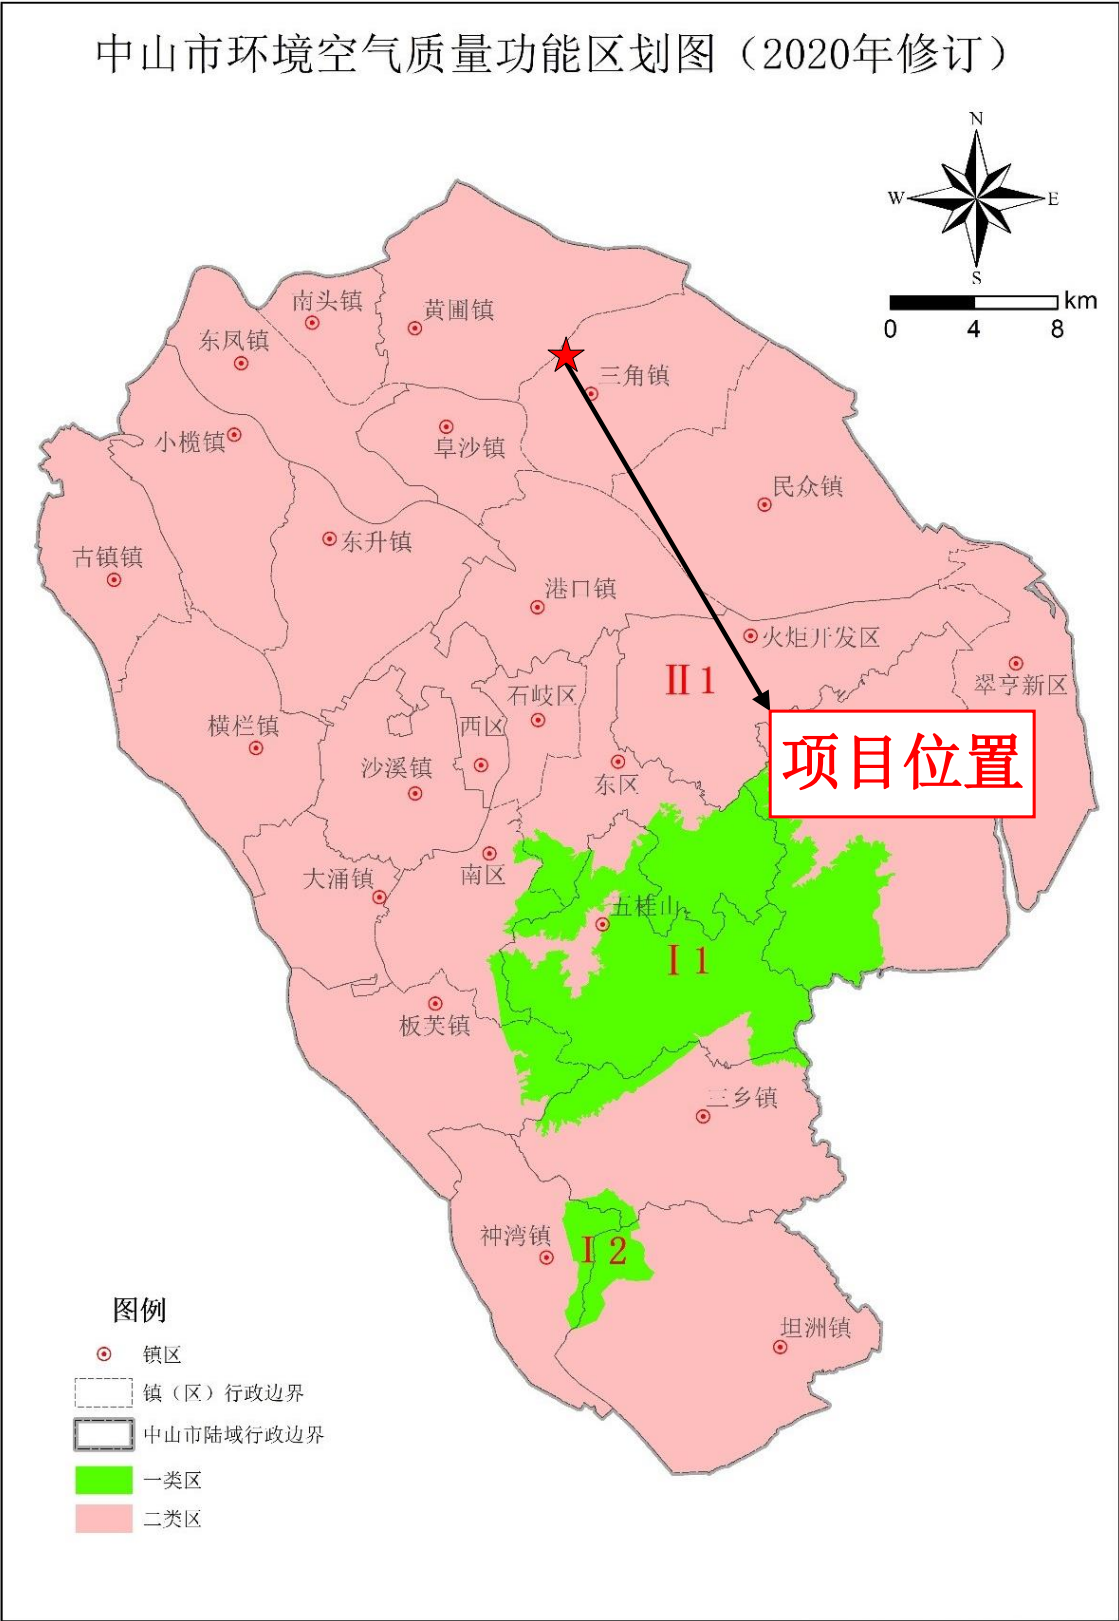 中山市环境空气质量功能区划图（2020年修订）
N
W
E
S
km
0 4 8
南头镇
黄圃镇
东凤镇
三角镇
小榄镇
阜沙镇
民众镇
东升镇
古镇镇
港口镇
火炬开发区
II 1
翠亨新区
石岐区
横栏镇
西区
项目位置
沙溪镇
东区
南区
大涌镇
五桂山
I 1
板芙镇
三乡镇
神湾镇
I 2
坦洲镇
图例
镇区
镇（区）行政边界
中山市陆域行政边界
一类区
二类区